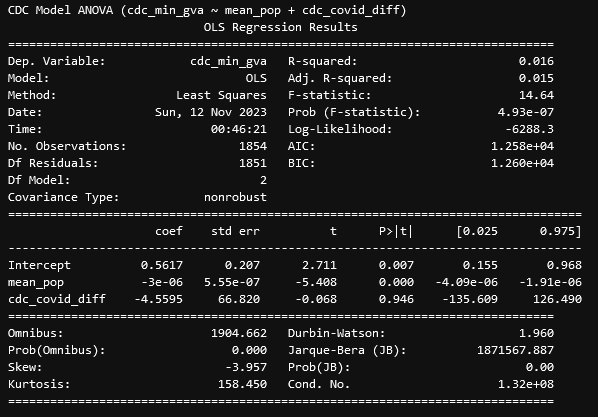 CDC Model ANOVA (cdc_min_gva ~ mean_pop + cdc_covid_diff)
OLS Regression Results
==============================================================================
Dep. Variable: cdc_min_gva R-squared: 0.016
Model: OLS Adj. R-squared: 0.015
Method: Least Squares F-statistic: 14.64
Date: Sun, 12 Nov 2023 Prob (F-statistic): 4.93e-07
Time: 00:46:21 Log-Likelihood: -6288.3
No. Observations: 1854 AIC: 1.258e+04
Df Residuals: 1851 BIC: 1.260e+04
Df Model: 2
Covariance Type: nonrobust
==================================================================================
coef std err t P>|t| [0.025 0.975]
----------------------------------------------------------------------------------
Intercept 0.5617 0.207 2.711 0.007 0.155 0.968
mean_pop -3e-06 5.55e-07 -5.408 0.000 -4.09e-06 -1.91e-06
cdc_covid_diff -4.5595 66.820 -0.068 0.946 -135.609 126.490
==============================================================================
Omnibus: 1904.662 Durbin-Watson: 1.960
Prob(Omnibus): 0.000 Jarque-Bera (JB): 1871567.887
Skew: -3.957 Prob(JB): 0.00
Kurtosis: 158.450 Cond. No. 1.32e+08
==============================================================================